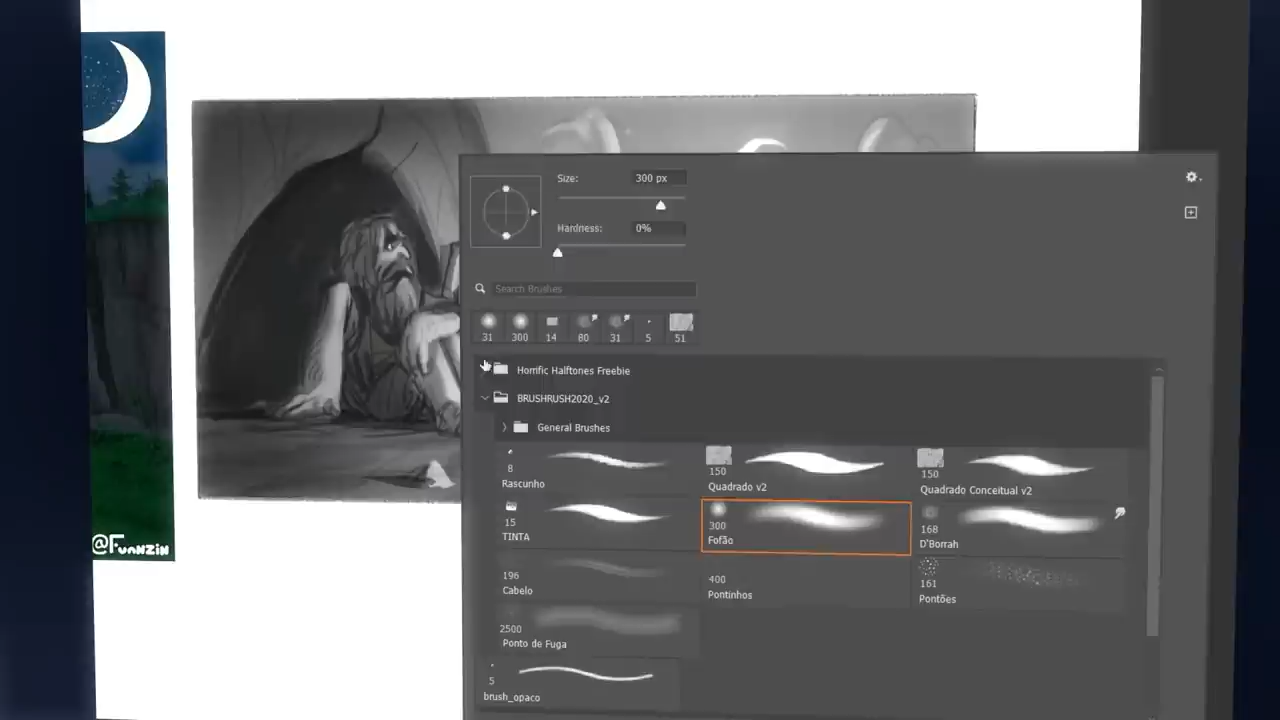 Size:
300 px
Hardness:
0%
Search Brushes
31
300
14
80
31
5
51
Horrific Halftones Freebie
BRUSHRUSH2020_v2
General Brushes
8
Rascunho
150
Quadrado v2
150
Quadrado Conceitual v2
15
TINTA
300
Fofão
168
D'Borrah
196
Cabelo
400
Pontinhos
161
Pontões
2500
Ponto de Fuga
5
brush_opaco
@Fuanzin